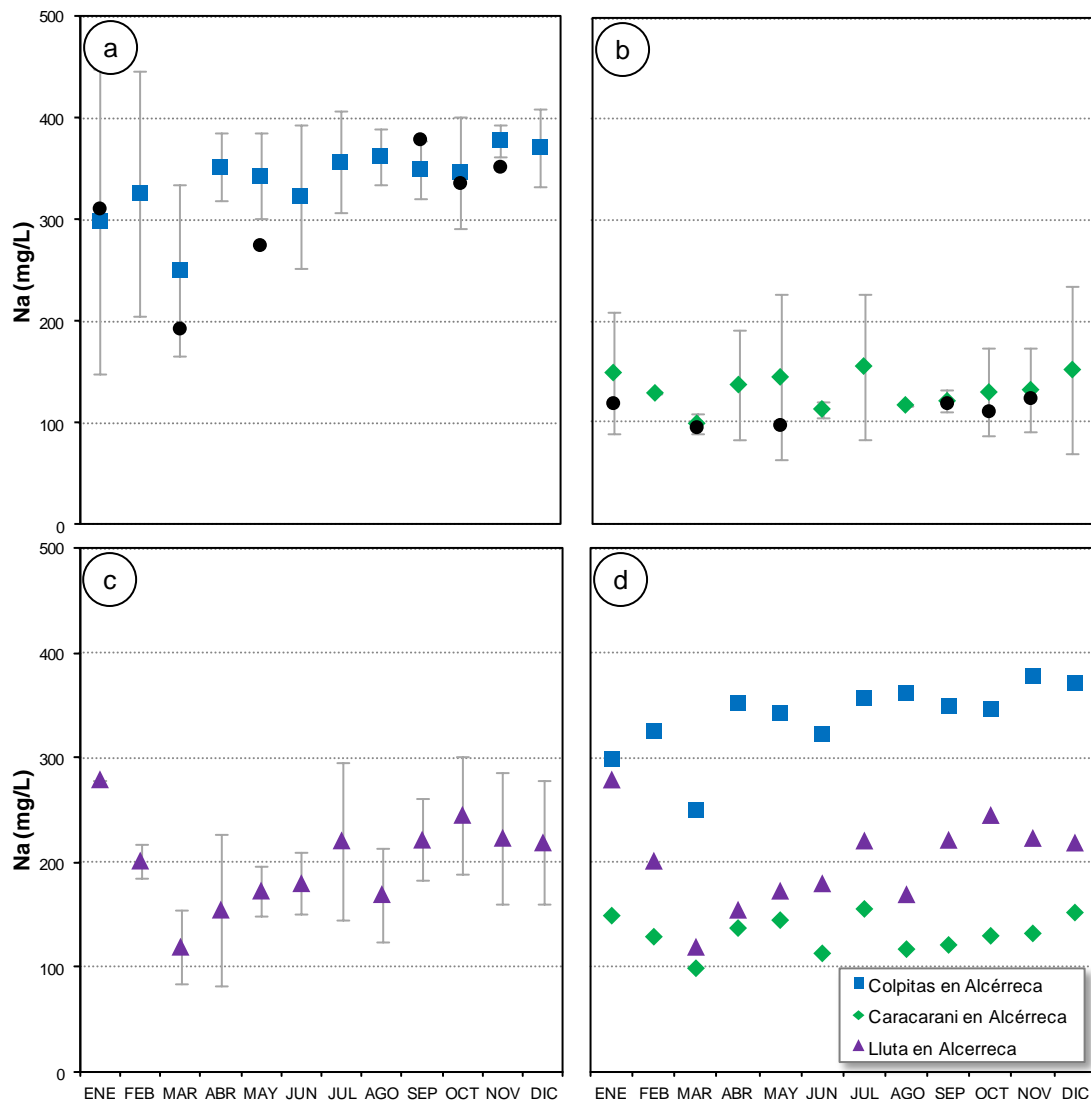 500
400
300
200
100
0
Na (mg/L)
a
b
500
400
300
200
100
0
Na (mg/L)
c
d
Colpitas en Alcérreca
Caracarani en Alcérreca
Lluta en Alcerreca
ENE FEB MAR ABR MAY JUN JUL AGO SEP OCT NOV DIC
ENE FEB MAR ABR MAY JUN JUL AGO SEP OCT NOV DIC